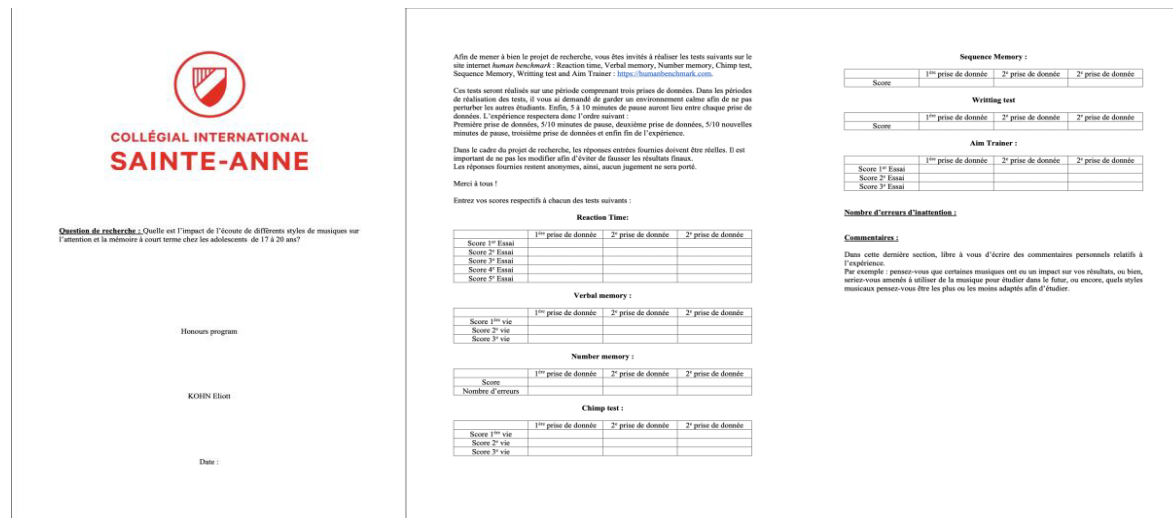 COLLÉGIAL INTERNATIONAL
SAINTE-ANNE
Question de recherche : Quelle est l'impact de l'écoute de différents styles de musiques sur
l'attention et la mémoire à court terme chez les adolescents de 17 à 20 ans?
Honours program
KOHN Eliott
Date :
Afin de mener à bien le projet de recherche, vous êtes invités à réaliser les tests suivants sur le
site internet human benchmark : Reaction time, Verbal memory, Number memory, Chimp test,
Sequence Memory, Writting test and Aim Trainer : https://humanbenchmark.com.
Ces tests seront réalisés sur une période comprenant trois prises de données. Dans les périodes
de réalisation des tests, il vous ai demandé de garder un environnement calme afin de ne pas
perturber les autres étudiants. Enfin, 5 à 10 minutes de pause auront lieu entre chaque prise de
données. L'expérience respectera donc l'ordre suivant :
Première prise de données, 5/10 minutes de pause, deuxième prise de données, 5/10 nouvelles
minutes de pause, troisième prise de données et enfin fin de l'expérience.
Dans le cadre du projet de recherche, les réponses entrées fournies doivent être réelles. Il est
important de ne pas les modifier afin d'éviter de fausser les résultats finaux.
Les réponses fournies restent anonymes, ainsi, aucun jugement ne sera porté.
Merci à tous !
Entrez vos scores respectifs à chacun des tests suivants :
Reaction Time:
1ère prise de donnée 2e prise de donnée 2e prise de donnée
Score 1er Essai
Score 2e Essai
Score 3e Essai
Score 4e Essai
Score 5e Essai
Verbal memory :
1ère prise de donnée 2e prise de donnée 2e prise de donnée
Score 1ère vie
Score 2e vie
Score 3e vie
Number memory :
1ère prise de donnée 2e prise de donnée 2e prise de donnée
Score
Nombre d'erreurs
Chimp test :
1ère prise de donnée 2e prise de donnée 2e prise de donnée
Score 1ère vie
Score 2e vie
Score 3e vie
Sequence Memory :
1ère prise de donnée 2e prise de donnée 2e prise de donnée
Score
Writting test
1ère prise de donnée 2e prise de donnée 2e prise de donnée
Score
Aim Trainer :
1ère prise de donnée 2e prise de donnée 2e prise de donnée
Score 1er Essai
Score 2e Essai
Score 3e Essai
Nombre d'erreurs d'inattention :
Commentaires :
Dans cette dernière section, libre à vous d'écrire des commentaires personnels relatifs à
l'expérience.
Par exemple : pensez-vous que certaines musiques ont eu un impact sur vos résultats, ou bien,
seriez-vous amenés à utiliser de la musique pour étudier dans le futur, ou encore, quels styles
musicaux pensez-vous être les plus ou les moins adaptés afin d'étudier.